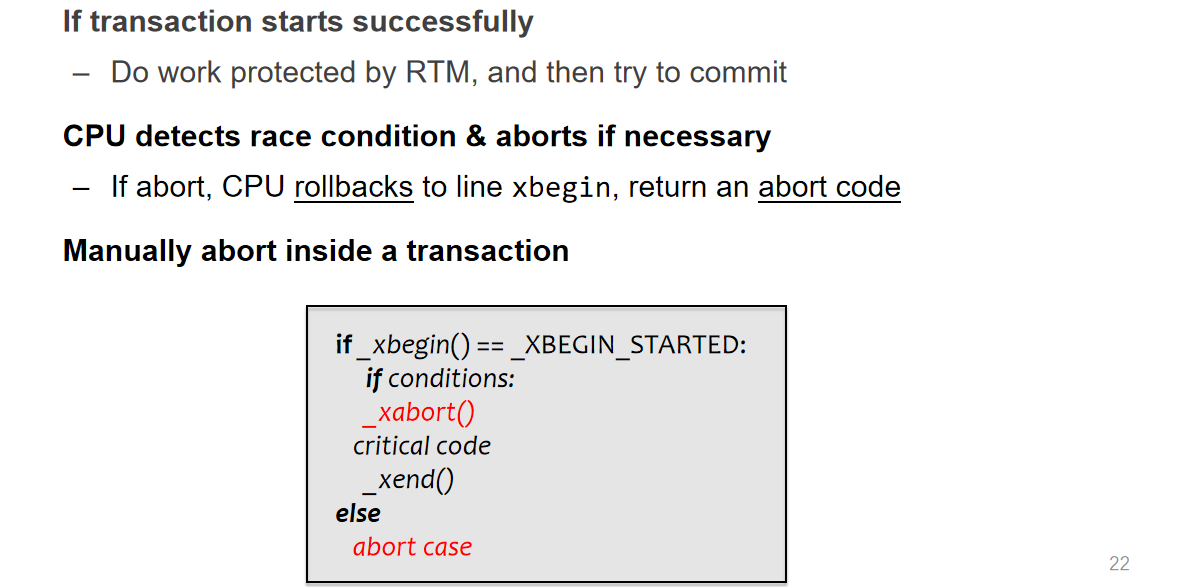 If transaction starts successfully
– Do work protected by RTM, and then try to commit
CPU detects race condition & aborts if necessary
– If abort, CPU rollbacks to line xbegin, return an abort code
Manually abort inside a transaction
if _xbegin() == _XBEGIN_STARTED:
if conditions:
_xabort()
critical code
_xend()
else
abort case
22